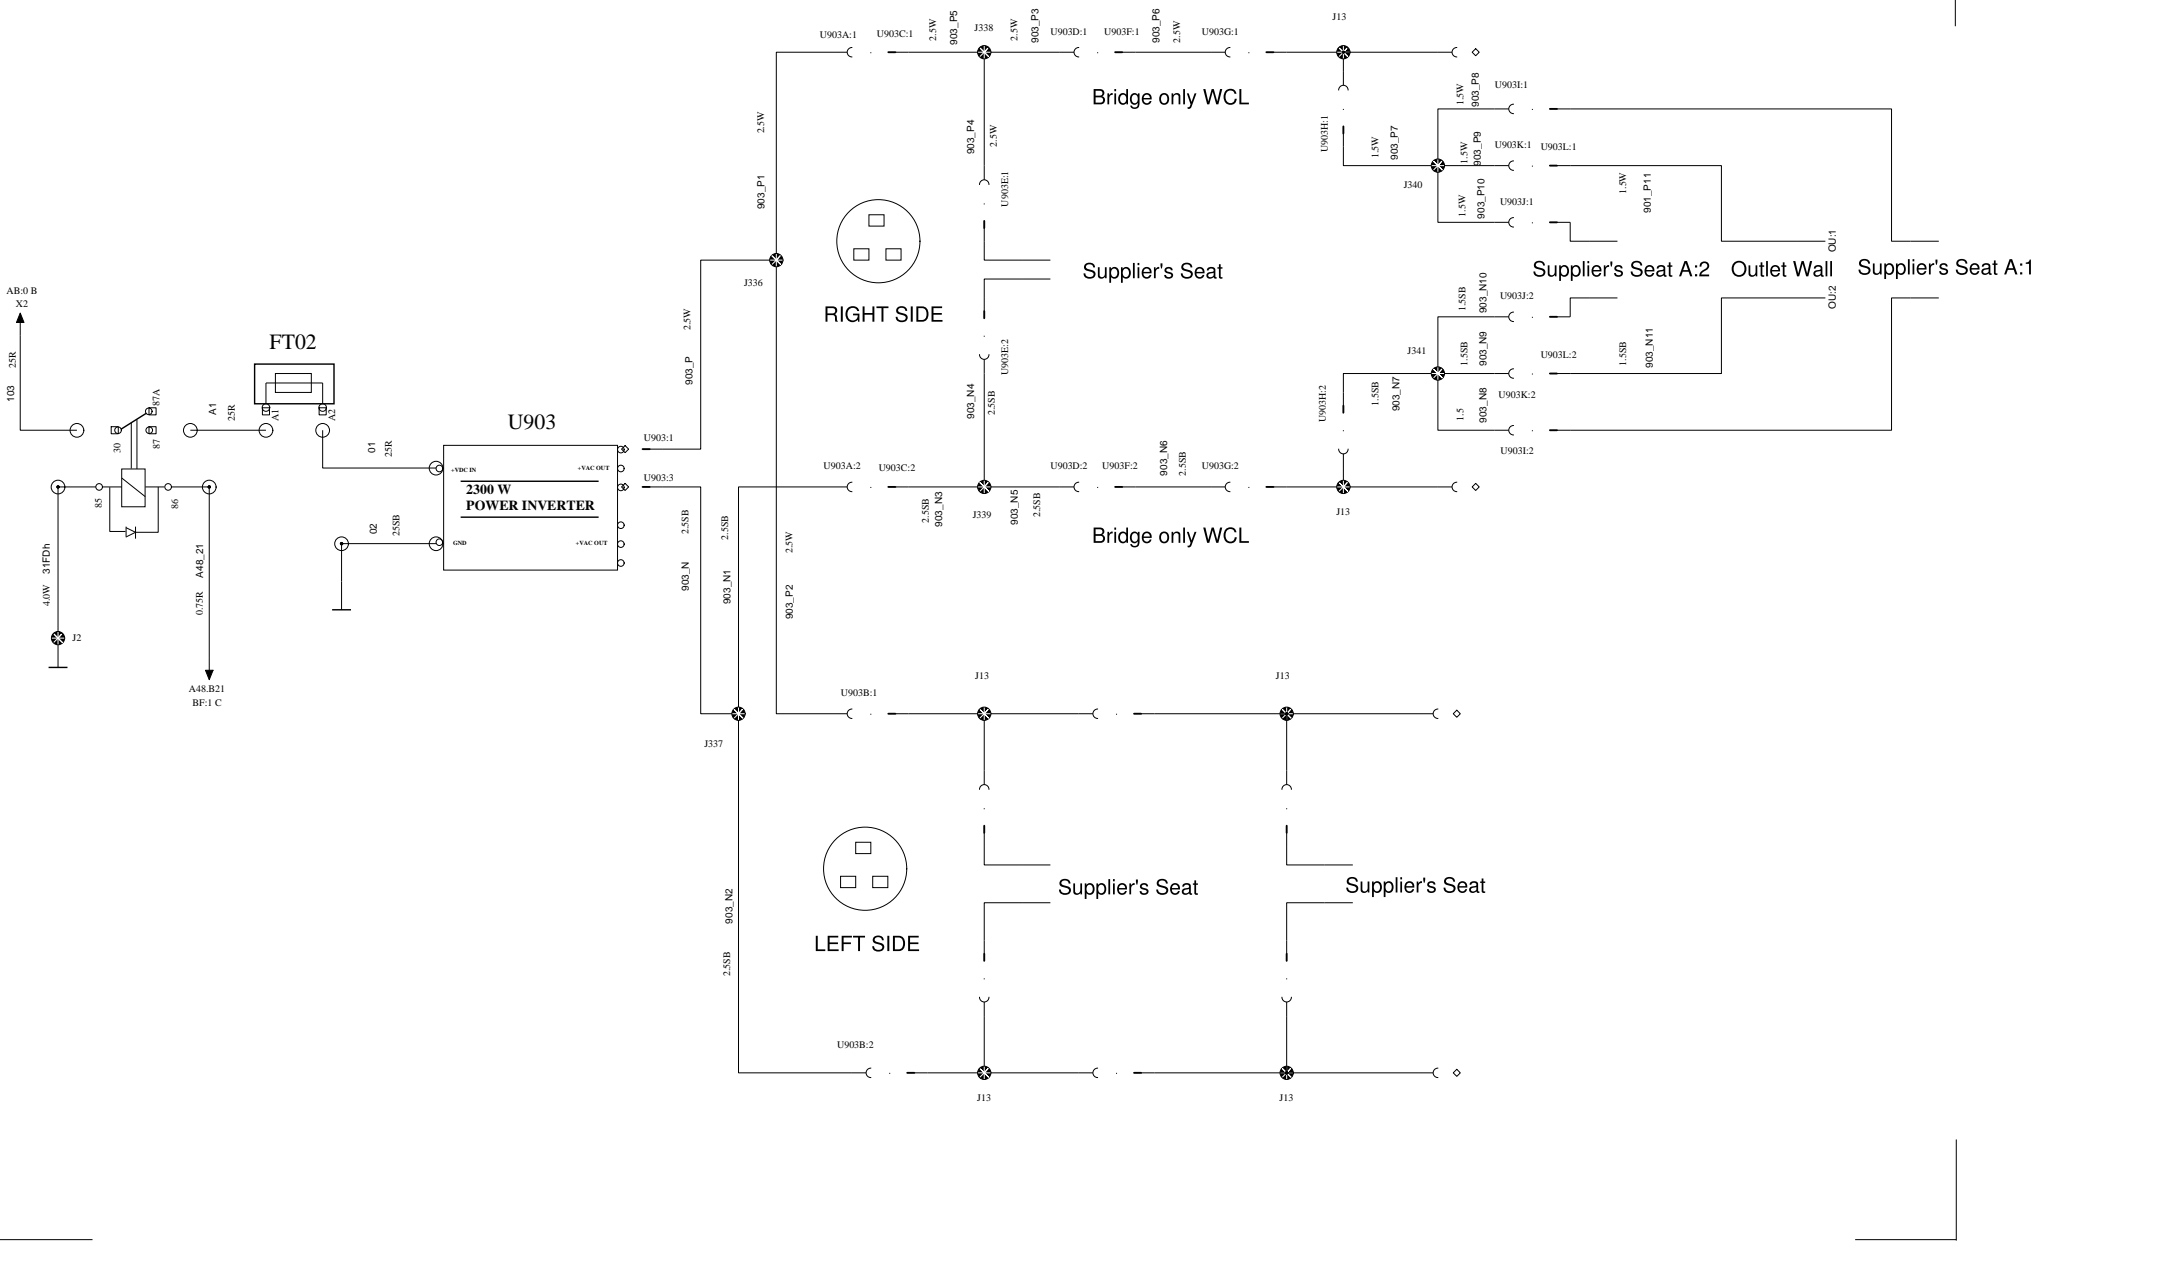 U903A:1
U903C:1
2.5W
903_P5
J338
2.5W
903_P3
U903D:1
U903F:1
903_P6
2.5W
U903G:1
J13
Bridge only WCL
1.5W
903_P8
U903I:1
2.5W
903_P1
903_P4
2.5W
U903E:1
U903H:1
1.5W
903_P7
J340
1.5W
903_P9
U903K:1
U903L:1
1.5W
903_P10
U903J:1
1.5W
901_P11
RIGHT SIDE
Supplier's Seat
Supplier's Seat A:2
Outlet Wall
OU:1
OU:2
Supplier's Seat A:1
J336
2.5W
903_P
AB:0 B
X2
25R
103
FT02
A1
A2
87A
30
87
A1
25R
01
25R
85
86
31FDh
4.0W
J2
A48_21
0.75R
A48.B21
BF:1 C
02
25SB
U903
+VDC IN
+VAC OUT
2300 W
POWER INVERTER
GND
+VAC OUT
U903:1
U903:3
2.5SB
903_N
2.5SB
903_N1
2.5W
903_P2
U903E:2
903_N4
2.5SB
U903A:2
U903C:2
2.5SB
903_N3
J339
903_N5
2.5SB
U903D:2
U903F:2
903_N6
2.5SB
U903G:2
J13
Bridge only WCL
U903H:2
1.5SB
903_N7
J341
1.5SB
903_N10
U903J:2
1.5SB
903_N9
U903L:2
1.5SB
903_N11
1.5
903_N8
U903K:2
U903I:2
J337
U903B:1
J13
J13
LEFT SIDE
Supplier's Seat
Supplier's Seat
903_N2
2.5SB
U903B:2
J13
J13